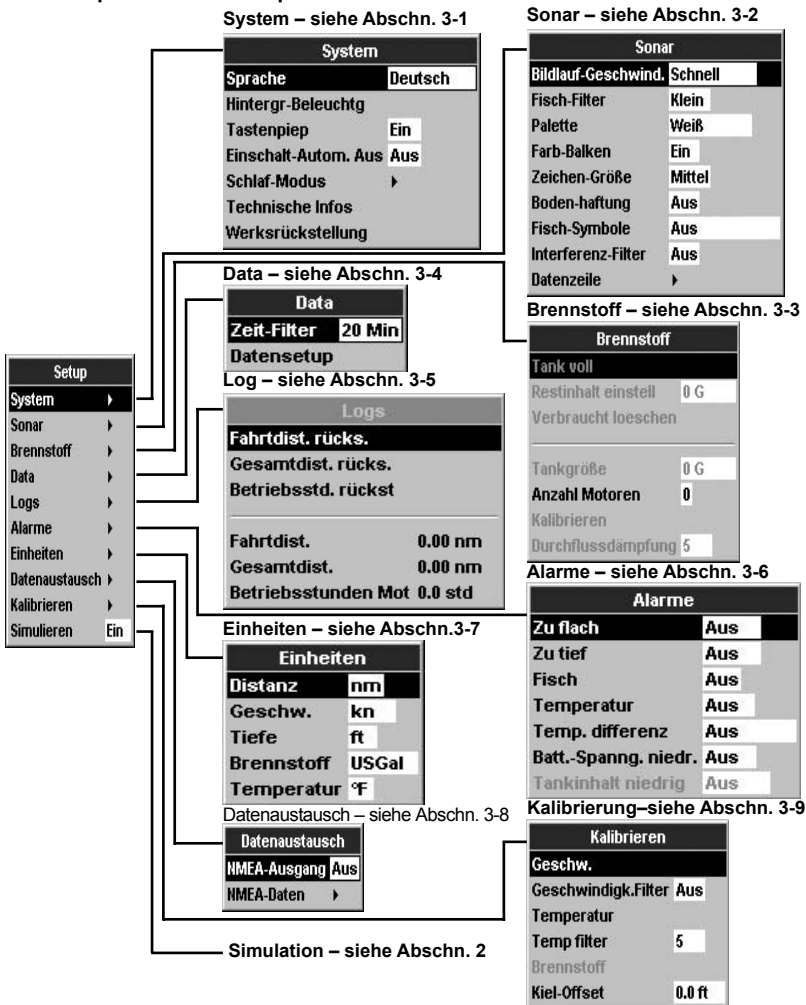 System – siehe Abschn. 3-1
System
Sprache Deutsch
Hintergr-Beleuchtg
Tastenpiep Ein
Einschalt-Autom. Aus Aus
Schlaf-Modus
Technische Infos
Werksrückstellung
Sonar – siehe Abschn. 3-2
Sonar
Bildlauf-Geschwind. Schnell
Fisch-Filter Klein
Palette Weiß
Farb-Balken Ein
Zeichen-Größe Mittel
Boden-haftung Aus
Fisch-Symbole Aus
Interferenz-Filter Aus
Datenzeile
Data – siehe Abschn. 3-4
Data
Zeit-Filter 20 Min
Datensetup
Brennstoff – siehe Abschn. 3-3
Brennstoff
Tank voll
Restinhalt einstell 0 G
Verbraucht loeschen
Tankgröße 0 G
Anzahl Motoren 0
Kalibrieren
Durchflussdämpfung 5
Setup
System
Sonar
Brennstoff
Data
Logs
Alarme
Einheiten
Datenaustausch
Kalibrieren
Simulieren Ein
Log – siehe Abschn. 3-5
Logs
Fahrtdist. rücks.
Gesamtdist. rücks.
Betriebsstd. rückst
Fahrtdist. 0.00 nm
Gesamtdist. 0.00 nm
Betriebsstunden Mot 0.0 std
Alarme – siehe Abschn. 3-6
Alarme
Zu flach Aus
Zu tief Aus
Fisch Aus
Temperatur Aus
Temp. differenz Aus
Batt.-Spanng. niedr. Aus
Tankinhalt niedrig Aus
Einheiten – siehe Abschn.3-7
Einheiten
Distanz nm
Geschw. kn
Tiefe ft
Brennstoff USGal
Temperatur °F
Datenaustausch – siehe Abschn. 3-8
Datenaustausch
NMEA-Ausgang Aus
NMEA-Daten
Kalibrierung–siehe Abschn. 3-9
Kalibrieren
Geschw.
Geschwindigk.Filter Aus
Temperatur
Temp filter 5
Brennstoff
Kiel-Offset 0.0 ft
Simulation – siehe Abschn. 2